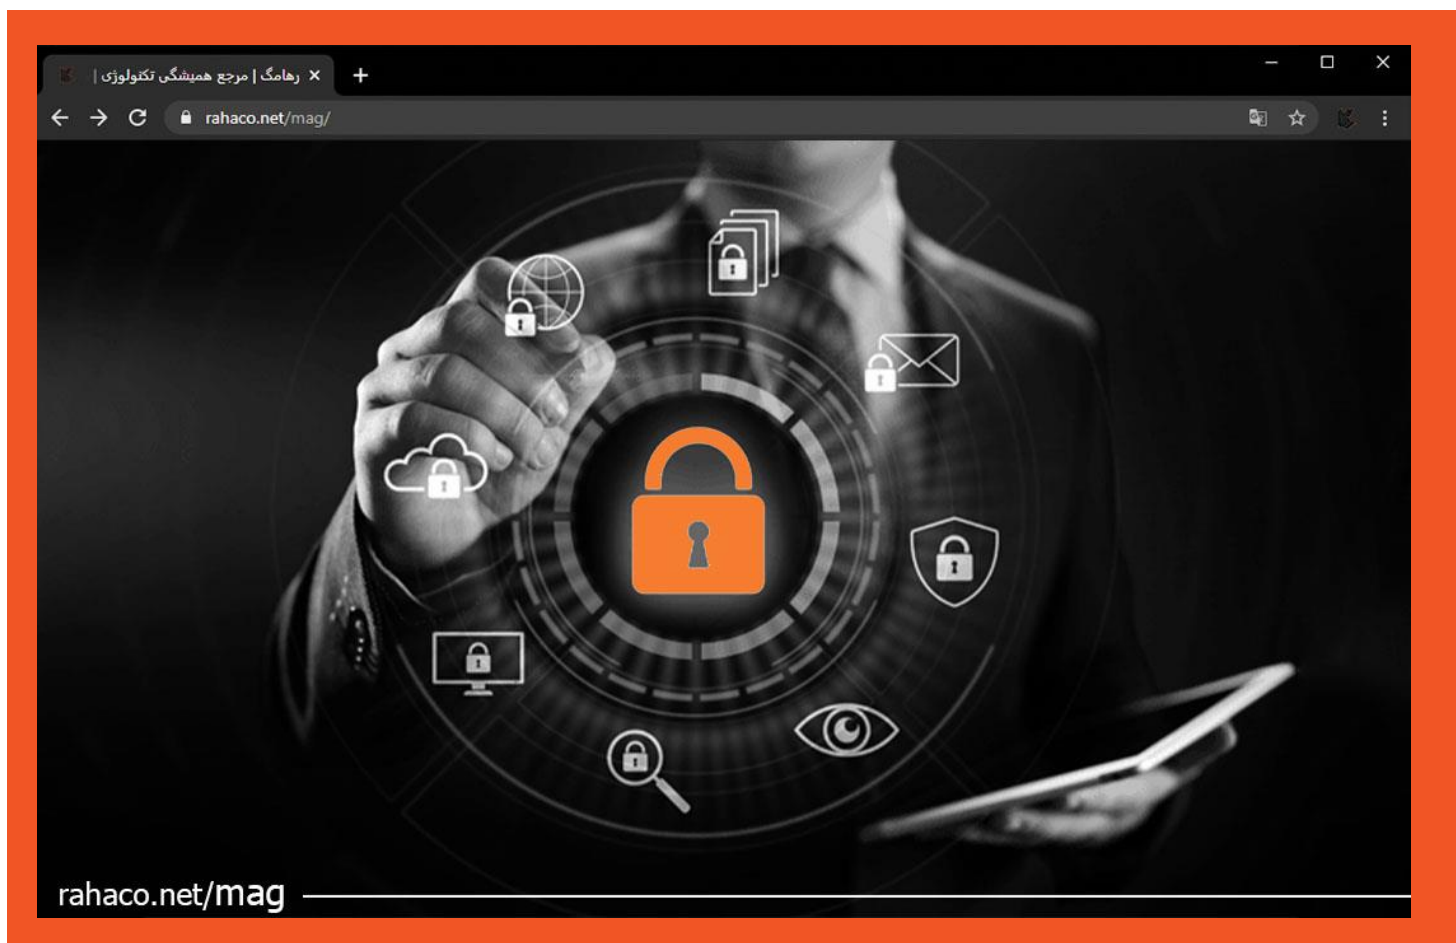 رهامگ | مرجع همیشگی تکنولوژی |
rahaco.net/mag/
rahaco.net/mag